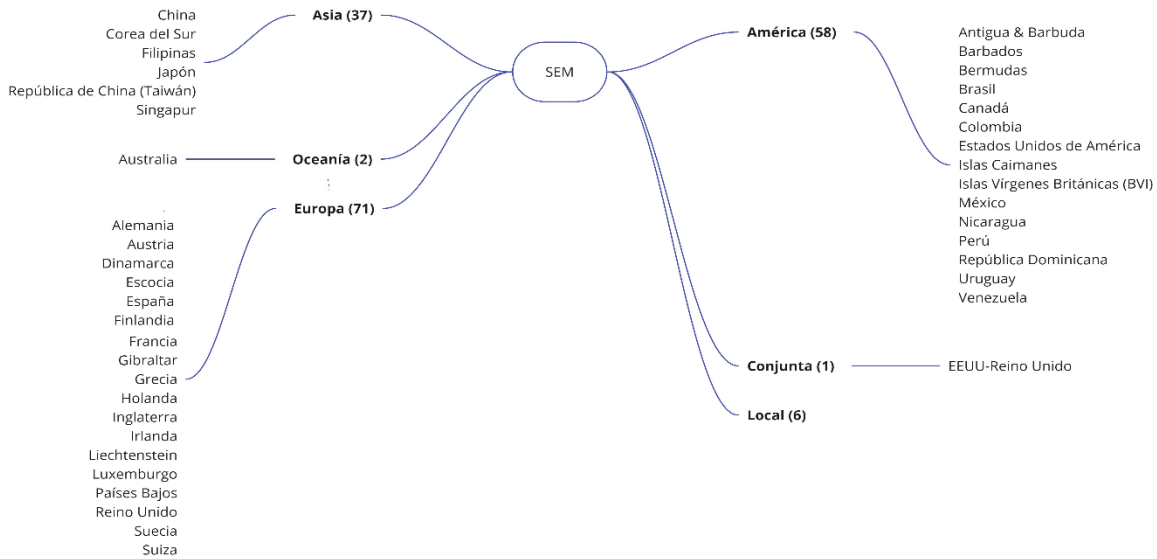 SEM
Asia (37)
China
Corea del Sur
Filipinas
Japón
República de China (Taiwán)
Singapur
Oceanía (2)
Australia
Europa (71)
Alemania
Austria
Dinamarca
Escocia
España
Finlandia
Francia
Gibraltar
Grecia
Holanda
Inglaterra
Irlanda
Liechtenstein
Luxemburgo
Países Bajos
Reino Unido
Suecia
Suiza
América (58)
Antigua & Barbuda
Barbados
Bermudas
Brasil
Canadá
Colombia
Estados Unidos de América
Islas Caimanes
Islas Vírgenes Británicas (BVI)
México
Nicaragua
Perú
República Dominicana
Uruguay
Venezuela
Conjunta (1)
EEUU-Reino Unido
Local (6)